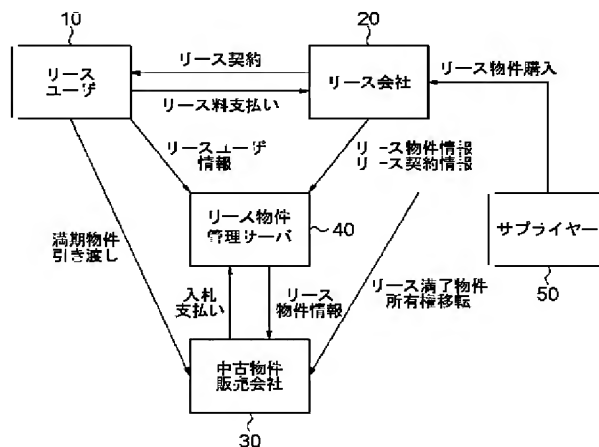 10
20
リース
ユーザ
リース契約
リース料支払い
リース会社
リース物件購入
リースユーザ
情報
リース物件情報
リース契約情報
リース物件
管理サーバ
40
サプライヤー
50
満期物件
引き渡し
入札
支払い
リース
物件情報
リース満了物件
所有権移転
中古物件
販売会社
30